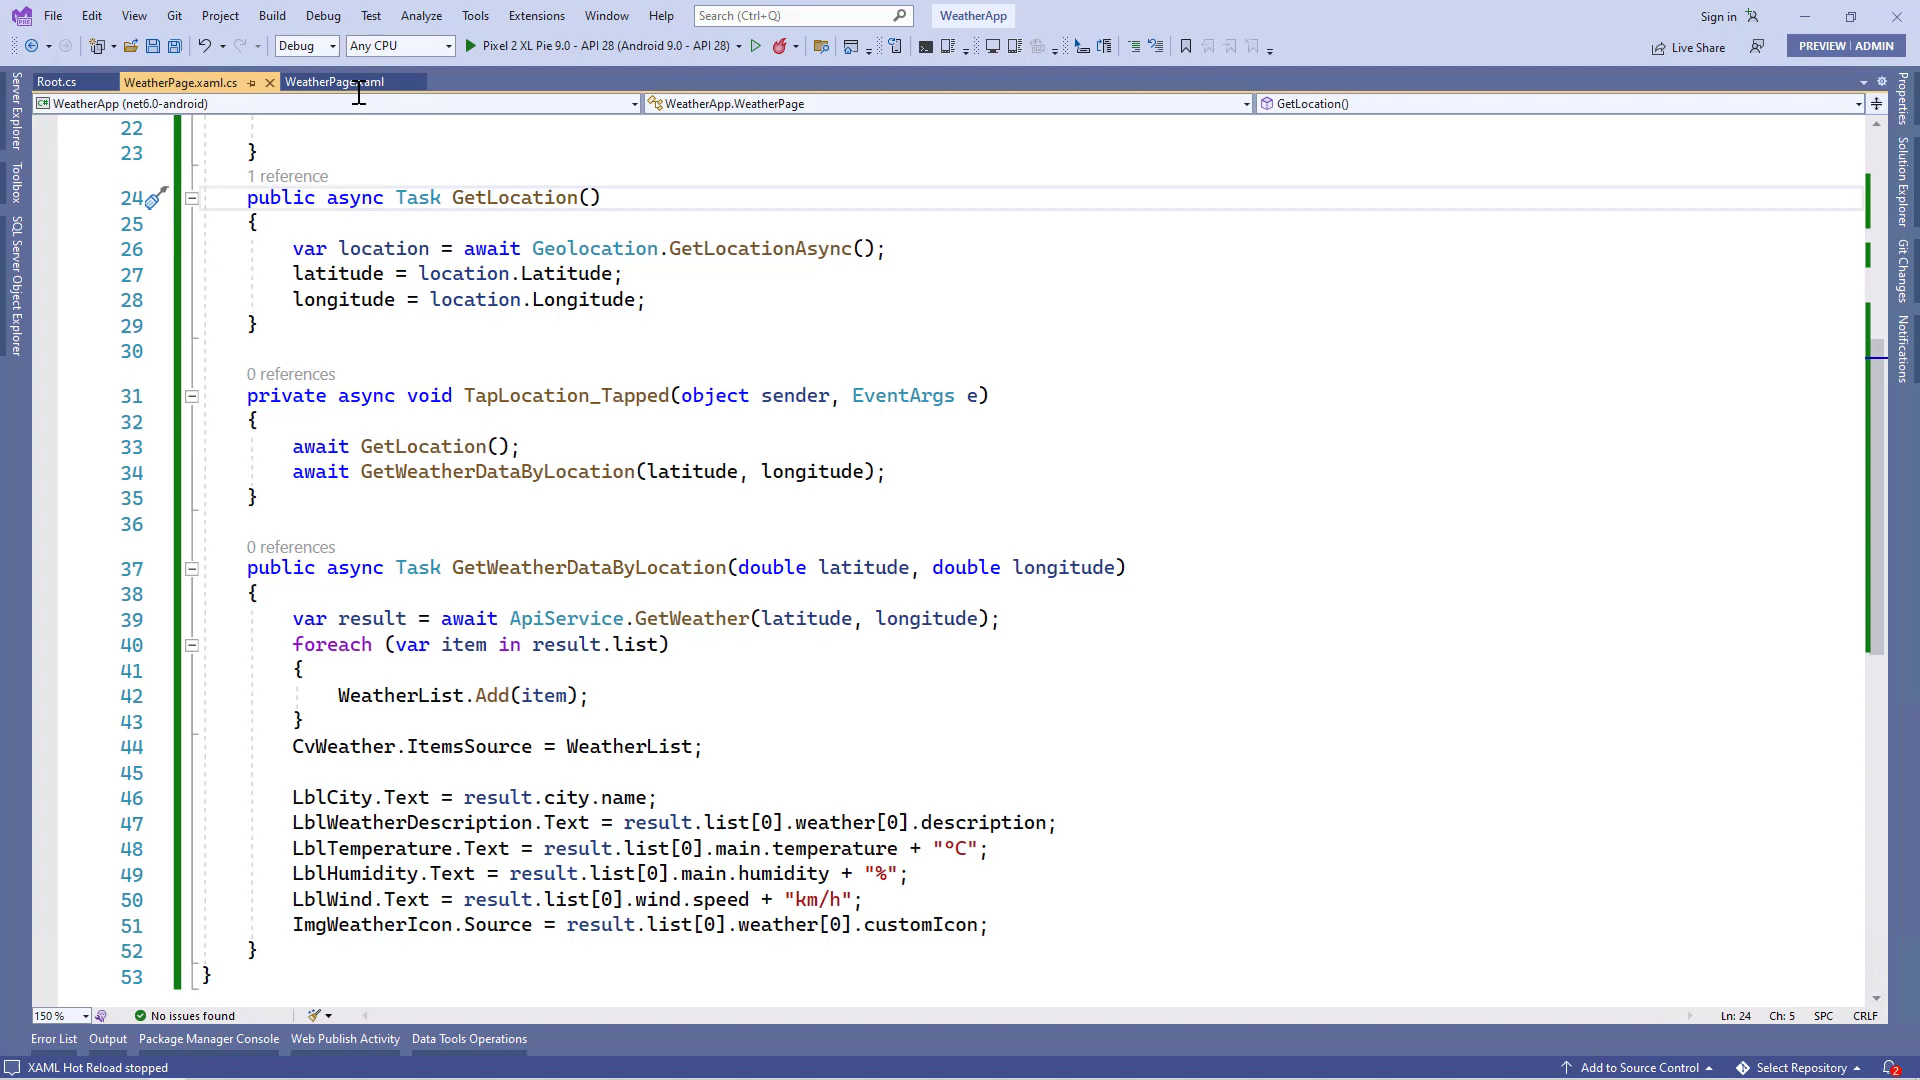 File Edit View Git Project Build Debug Test Analyze Tools Extensions Window Help Search (Ctrl+Q) WeatherApp Sign in
Debug Any CPU Pixel 2 XL Pie 9.0 - API 28 (Android 9.0 - API 28) Live Share PREVIEW ADMIN
Root.cs WeatherPage.xaml.cs WeatherPage.xaml
C# WeatherApp (net6.0-android) WeatherApp.WeatherPage GetLocation()
Server Explorer
Toolbox
SQL Server Object Explorer
22
23 }
1 reference
24 public async Task GetLocation()
25 {
26 var location = await Geolocation.GetLocationAsync();
27 latitude = location.Latitude;
28 longitude = location.Longitude;
29 }
30
0 references
31 private async void TapLocation_Tapped(object sender, EventArgs e)
32 {
33 await GetLocation();
34 await GetWeatherDataByLocation(latitude, longitude);
35 }
36
0 references
37 public async Task GetWeatherDataByLocation(double latitude, double longitude)
38 {
39 var result = await ApiService.GetWeather(latitude, longitude);
40 foreach (var item in result.list)
41 {
42 WeatherList.Add(item);
43 }
44 CvWeather.ItemsSource = WeatherList;
45
46 LblCity.Text = result.city.name;
47 LblWeatherDescription.Text = result.list[0].weather[0].description;
48 LblTemperature.Text = result.list[0].main.temperature + "°C";
49 LblHumidity.Text = result.list[0].main.humidity + "%";
50 LblWind.Text = result.list[0].wind.speed + "km/h";
51 ImgWeatherIcon.Source = result.list[0].weather[0].customIcon;
52 }
53 }
Properties
Solution Explorer
Git Changes
Notifications
150 % No issues found Ln: 24 Ch: 5 SPC CRLF
Error List Output Package Manager Console Web Publish Activity Data Tools Operations
XAML Hot Reload stopped Add to Source Control Select Repository 2